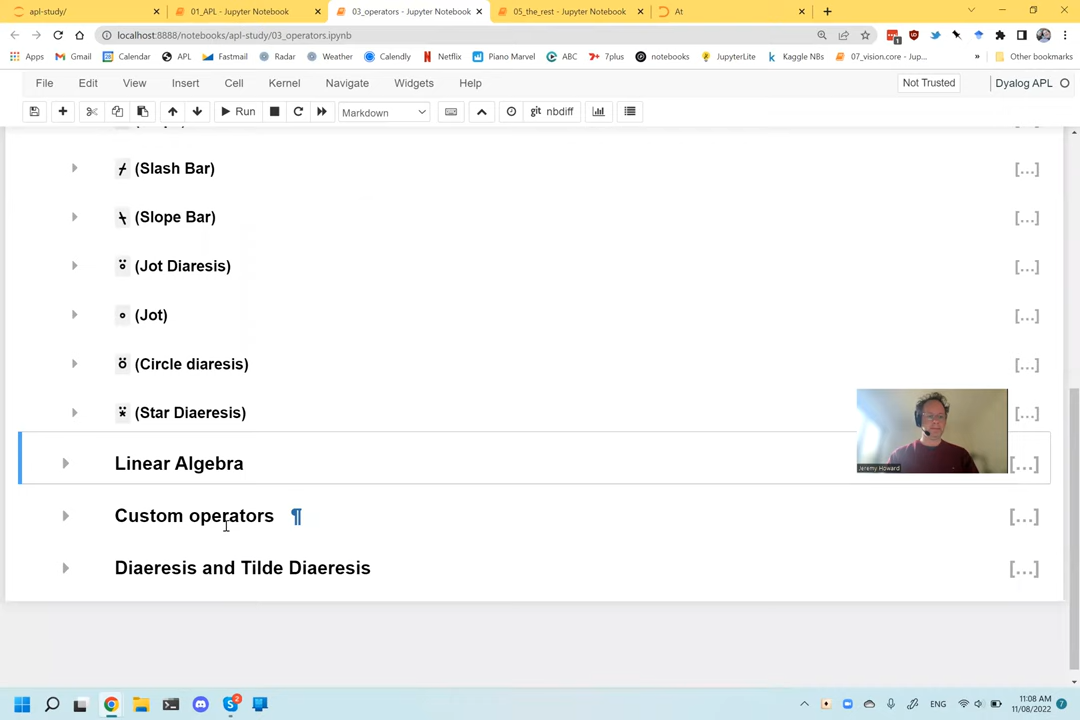 apl-study/
01_APL - Jupyter Notebook
03_operators - Jupyter Notebook
05_the_rest - Jupyter Notebook
At
localhost:8888/notebooks/apl-study/03_operators.ipynb
Apps
Gmail
Calendar
APL
Fastmail
Radar
Weather
Calendly
Netflix
Piano Marvel
ABC
7plus
notebooks
JupyterLite
Kaggle NBs
07_vision.core - Jup...
»
Other bookmarks
File Edit View Insert Cell Kernel Navigate Widgets Help
Not Trusted
Dyalog APL
Run
Markdown
nbdiff
⌿ (Slash Bar)
[...]
⍀ (Slope Bar)
[...]
⍤ (Jot Diaresis)
[...]
∘ (Jot)
[...]
⍥ (Circle diaresis)
[...]
⍣ (Star Diaeresis)
[...]
Jeremy Howard
Linear Algebra
[...]
Custom operators ¶
[...]
Diaeresis and Tilde Diaeresis
[...]
ENG
11:08 AM
11/08/2022